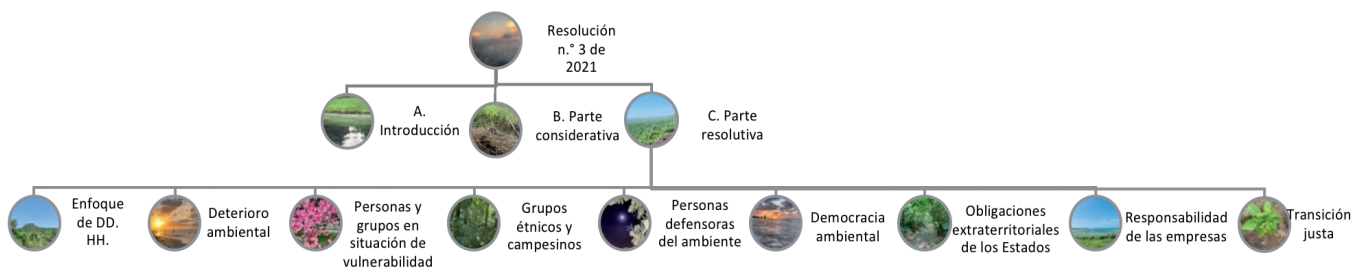 Resolución
n.° 3 de
2021
A.
Introducción
B. Parte
considerativa
C. Parte
resolutiva
Enfoque
de DD.
HH.
Deterioro
ambiental
Personas y
grupos en
situación de
vulnerabilidad
Grupos
étnicos y
campesinos
Personas
defensoras
del ambiente
Democracia
ambiental
Obligaciones
extraterritoriales
de los Estados
Responsabilidad
de las empresas
Transición
justa